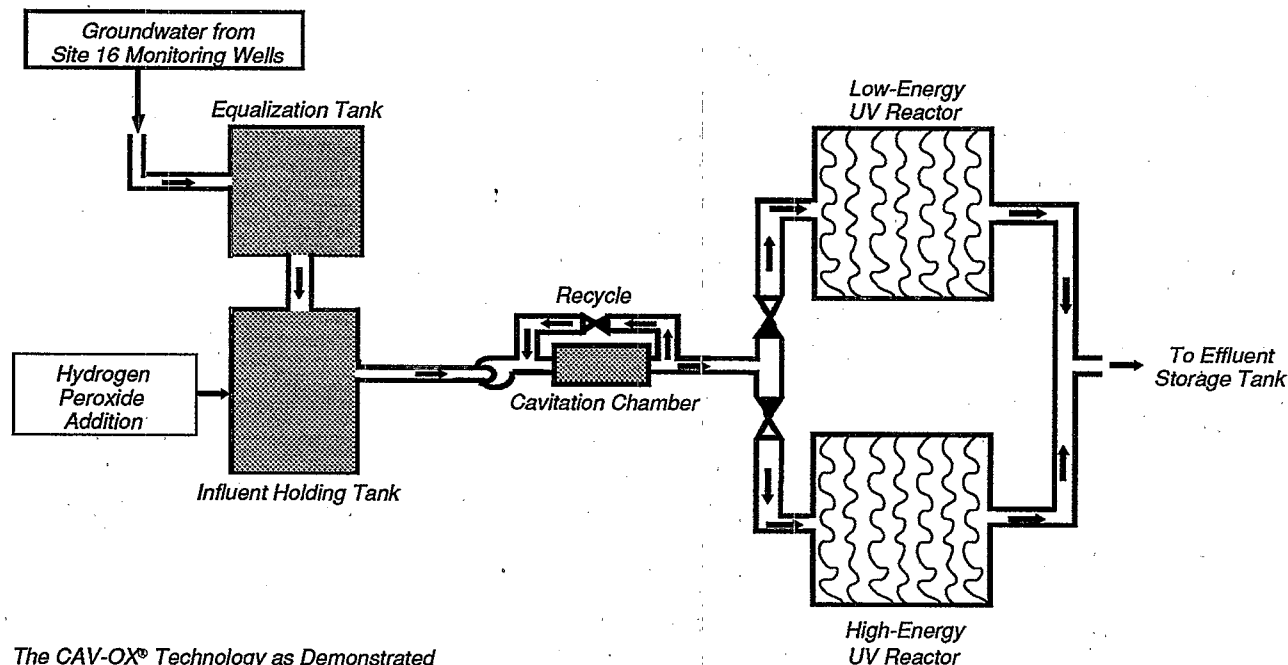 Groundwater from
Site 16 Monitoring Wells
Equalization Tank
Low-Energy
UV Reactor
Recycle
Hydrogen
Peroxide
Addition
Cavitation Chamber
To Effluent
Storage Tank
Influent Holding Tank
High-Energy
UV Reactor
The CAV-OX® Technology as Demonstrated